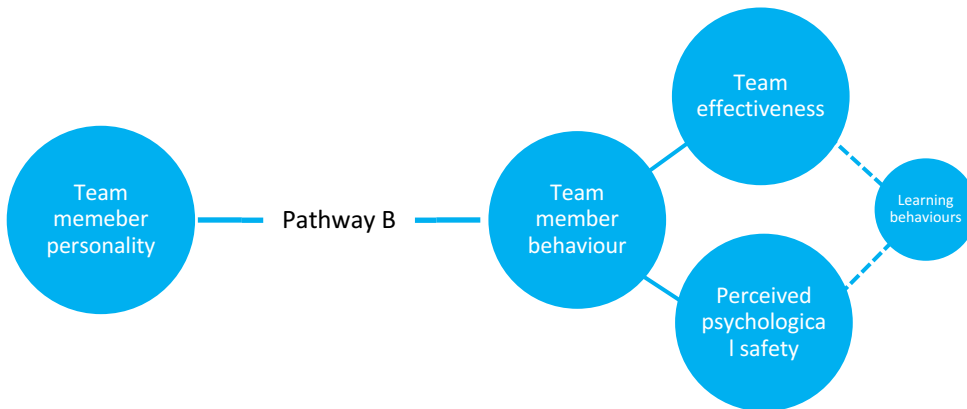 Team
memeber
personality
Pathway B
Team
member
behaviour
Team
effectiveness
Perceived
psychologica
l safety
Learning
behaviours